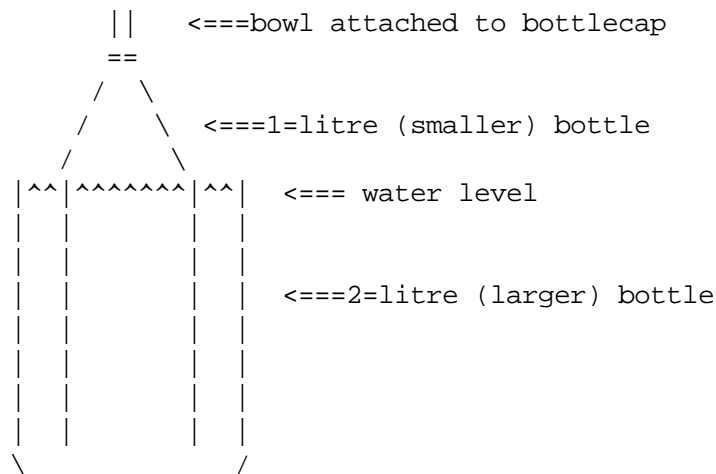 <===bowl attached to bottlecap
<===1=litre (smaller) bottle
<=== water level
<===2=litre (larger) bottle